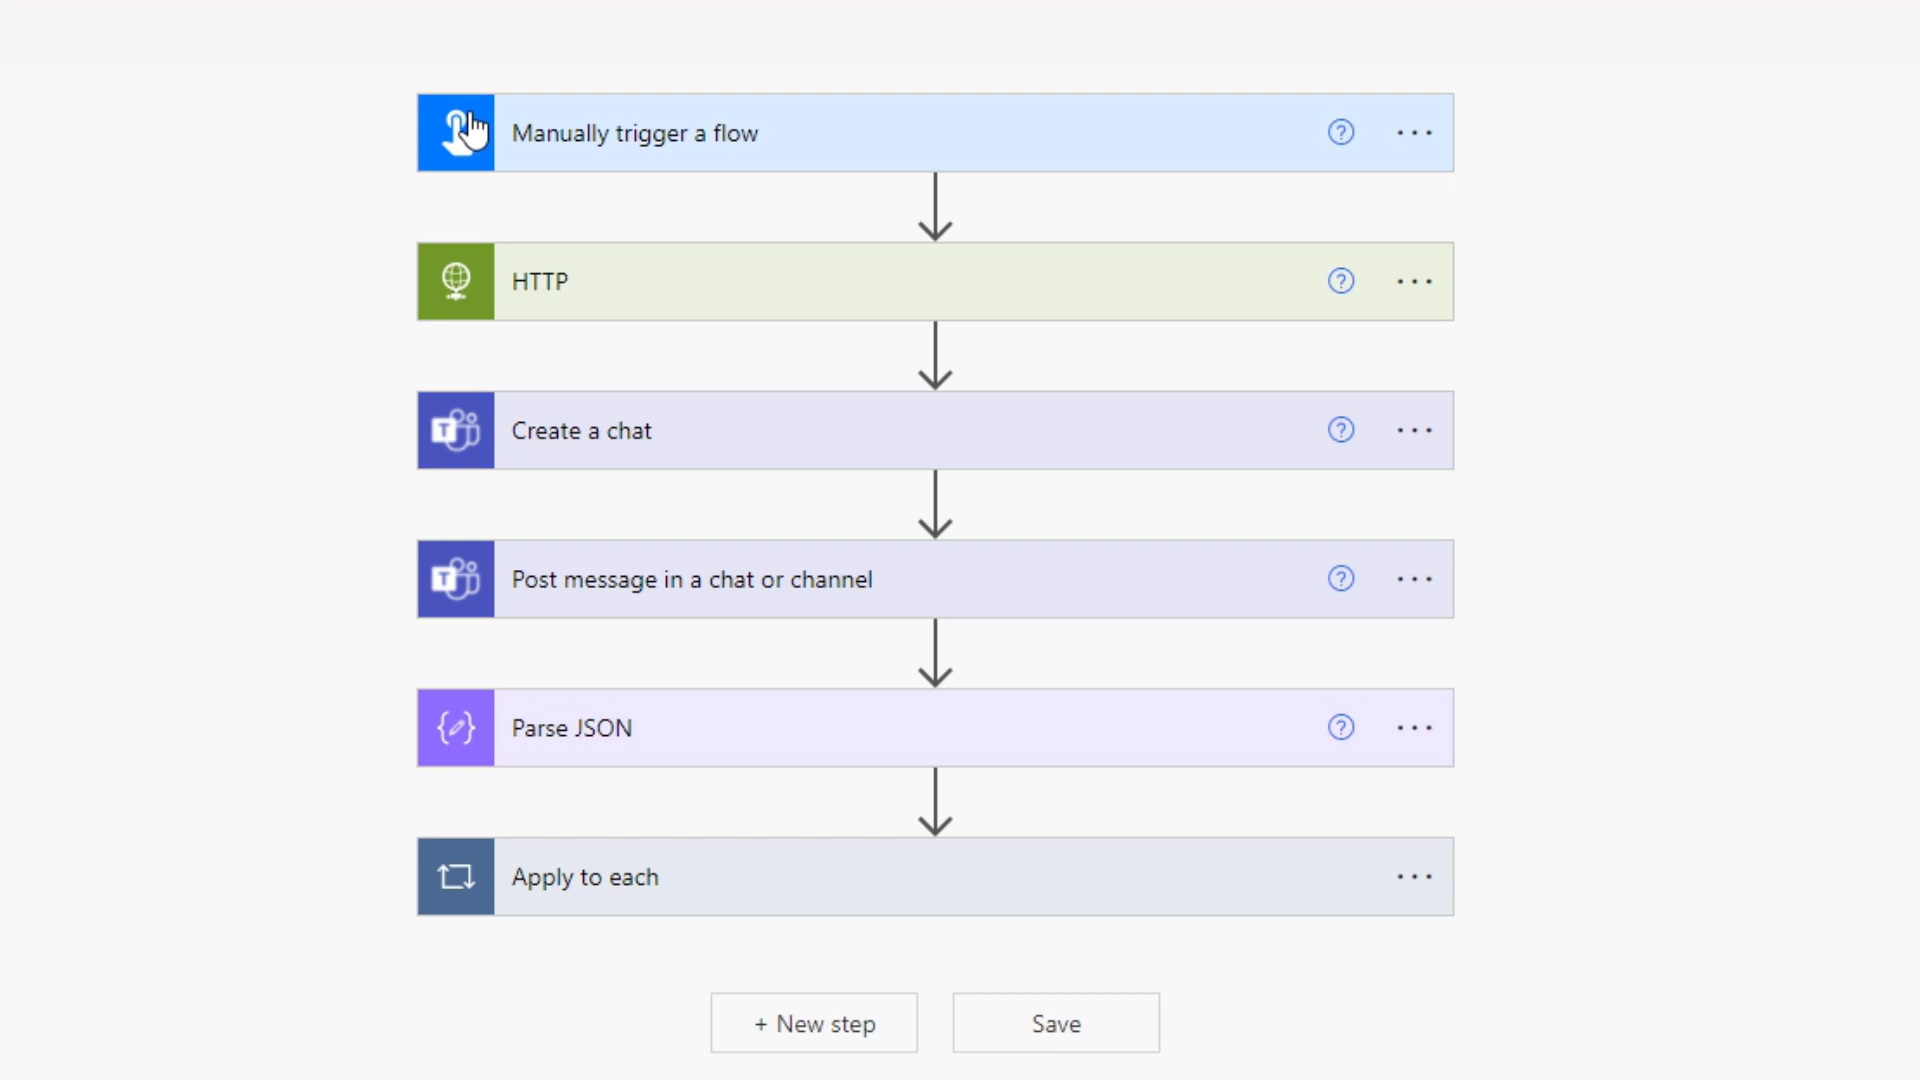 Manually trigger a flow
HTTP
Create a chat
Post message in a chat or channel
Parse JSON
Apply to each
+ New step
Save